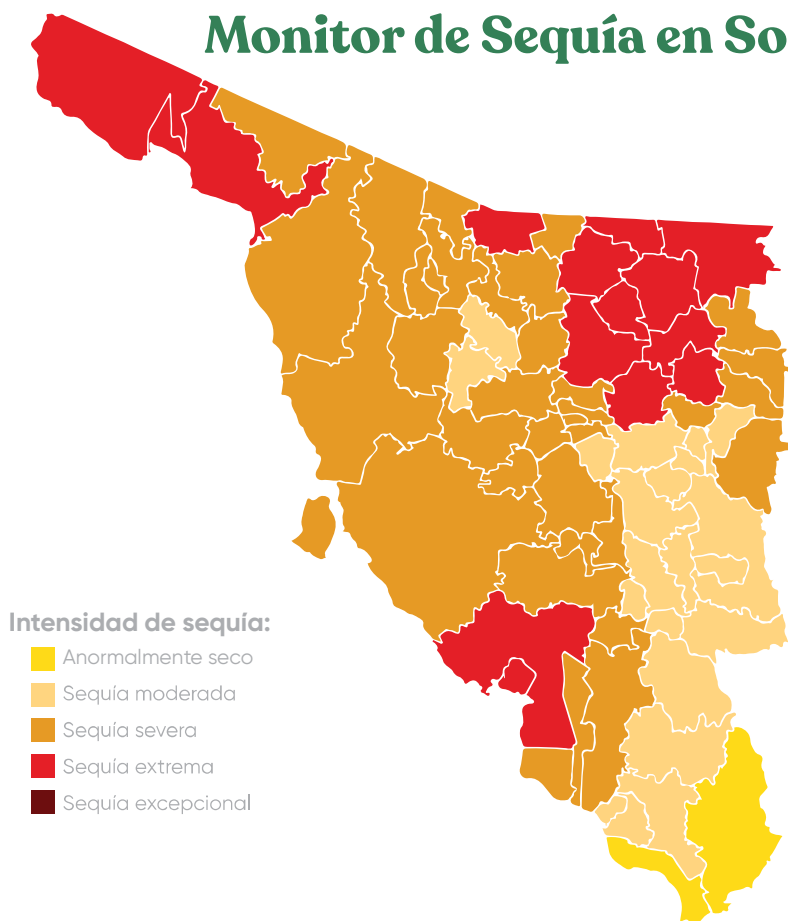 Monitor de Sequía en So
Intensidad de sequía:
Anormalmente seco
Sequía moderada
Sequía severa
Sequía extrema
Sequía excepcional